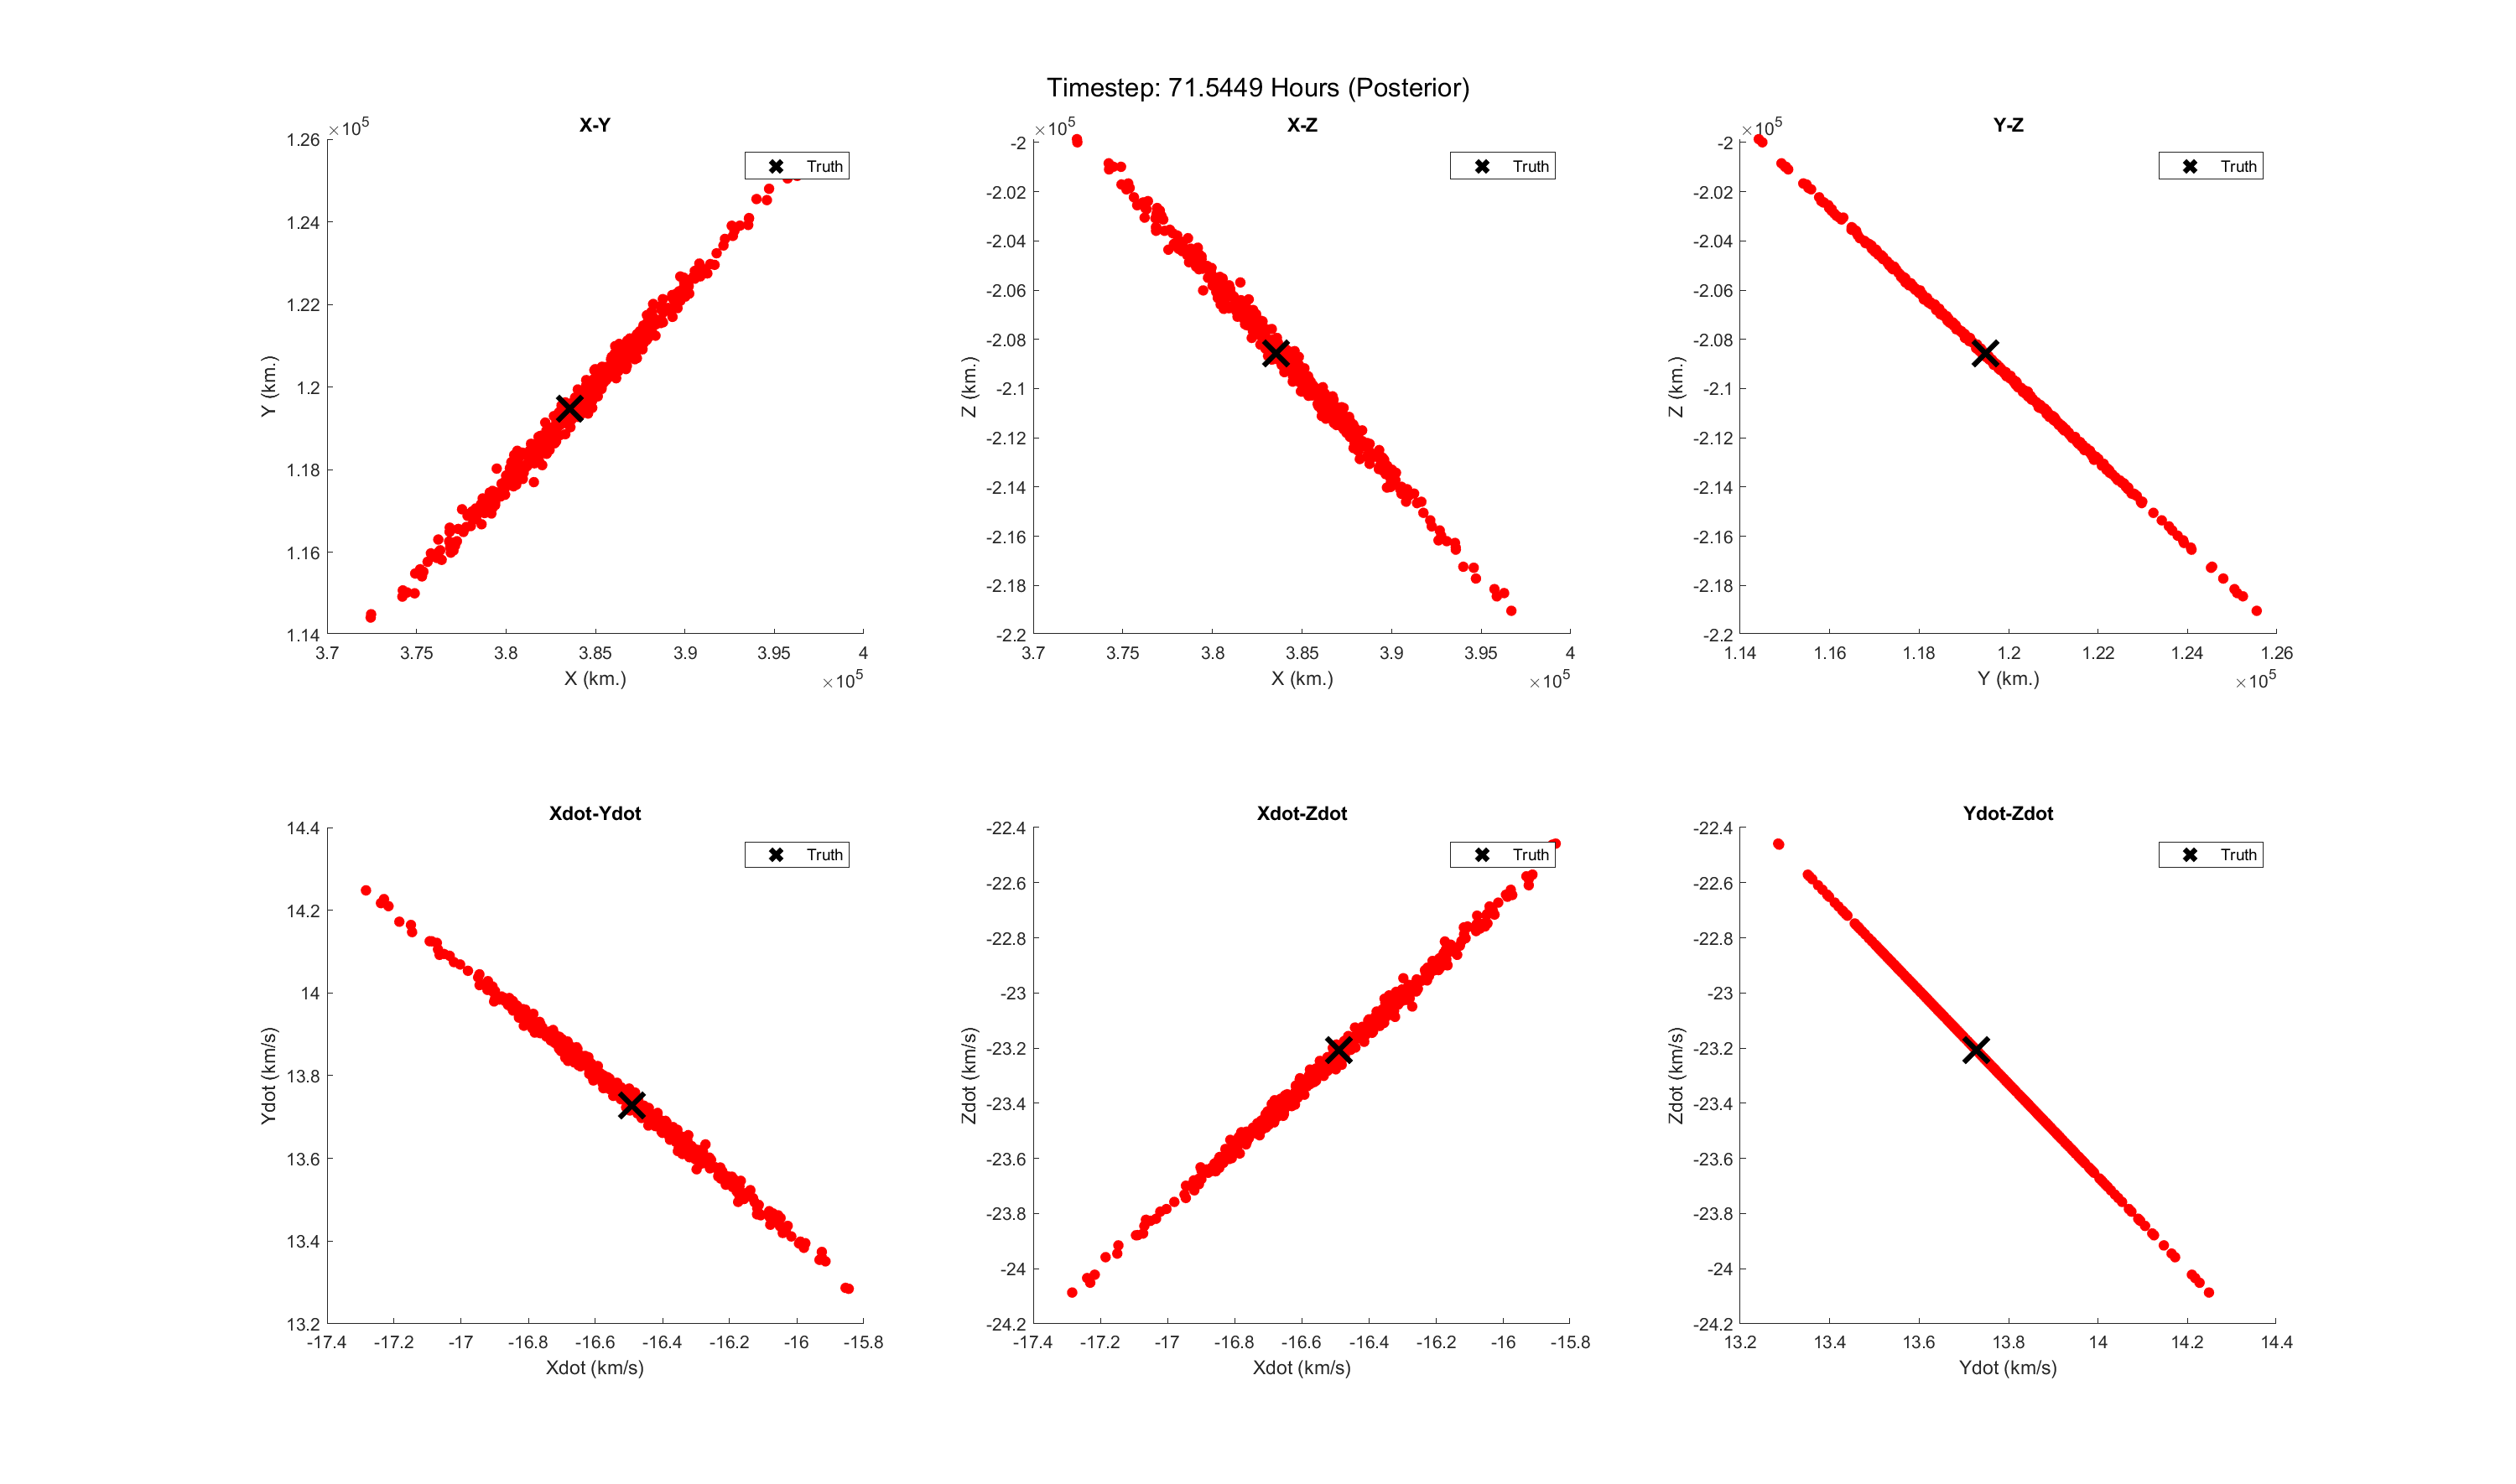 Timestep: 71.5449 Hours (Posterior)
X-Y
×10^5
1.26
1.24
1.22
1.2
1.18
1.16
1.14
Y (km.)
Truth
3.7 3.75 3.8 3.85 3.9 3.95 4
X (km.)
×10^5
X-Z
×10^5
-2
-2.02
-2.04
-2.06
-2.08
-2.1
-2.12
-2.14
-2.16
-2.18
-2.2
Z (km.)
Truth
3.7 3.75 3.8 3.85 3.9 3.95 4
X (km.)
×10^5
Y-Z
×10^5
-2
-2.02
-2.04
-2.06
-2.08
-2.1
-2.12
-2.14
-2.16
-2.18
-2.2
Z (km.)
Truth
1.14 1.16 1.18 1.2 1.22 1.24 1.26
Y (km.)
×10^5
Xdot-Ydot
14.4
14.2
14
13.8
13.6
13.4
13.2
Ydot (km/s)
Truth
-17.4 -17.2 -17 -16.8 -16.6 -16.4 -16.2 -16 -15.8
Xdot (km/s)
Xdot-Zdot
-22.4
-22.6
-22.8
-23
-23.2
-23.4
-23.6
-23.8
-24
-24.2
Zdot (km/s)
Truth
-17.4 -17.2 -17 -16.8 -16.6 -16.4 -16.2 -16 -15.8
Xdot (km/s)
Ydot-Zdot
-22.4
-22.6
-22.8
-23
-23.2
-23.4
-23.6
-23.8
-24
-24.2
Zdot (km/s)
Truth
13.2 13.4 13.6 13.8 14 14.2 14.4
Ydot (km/s)